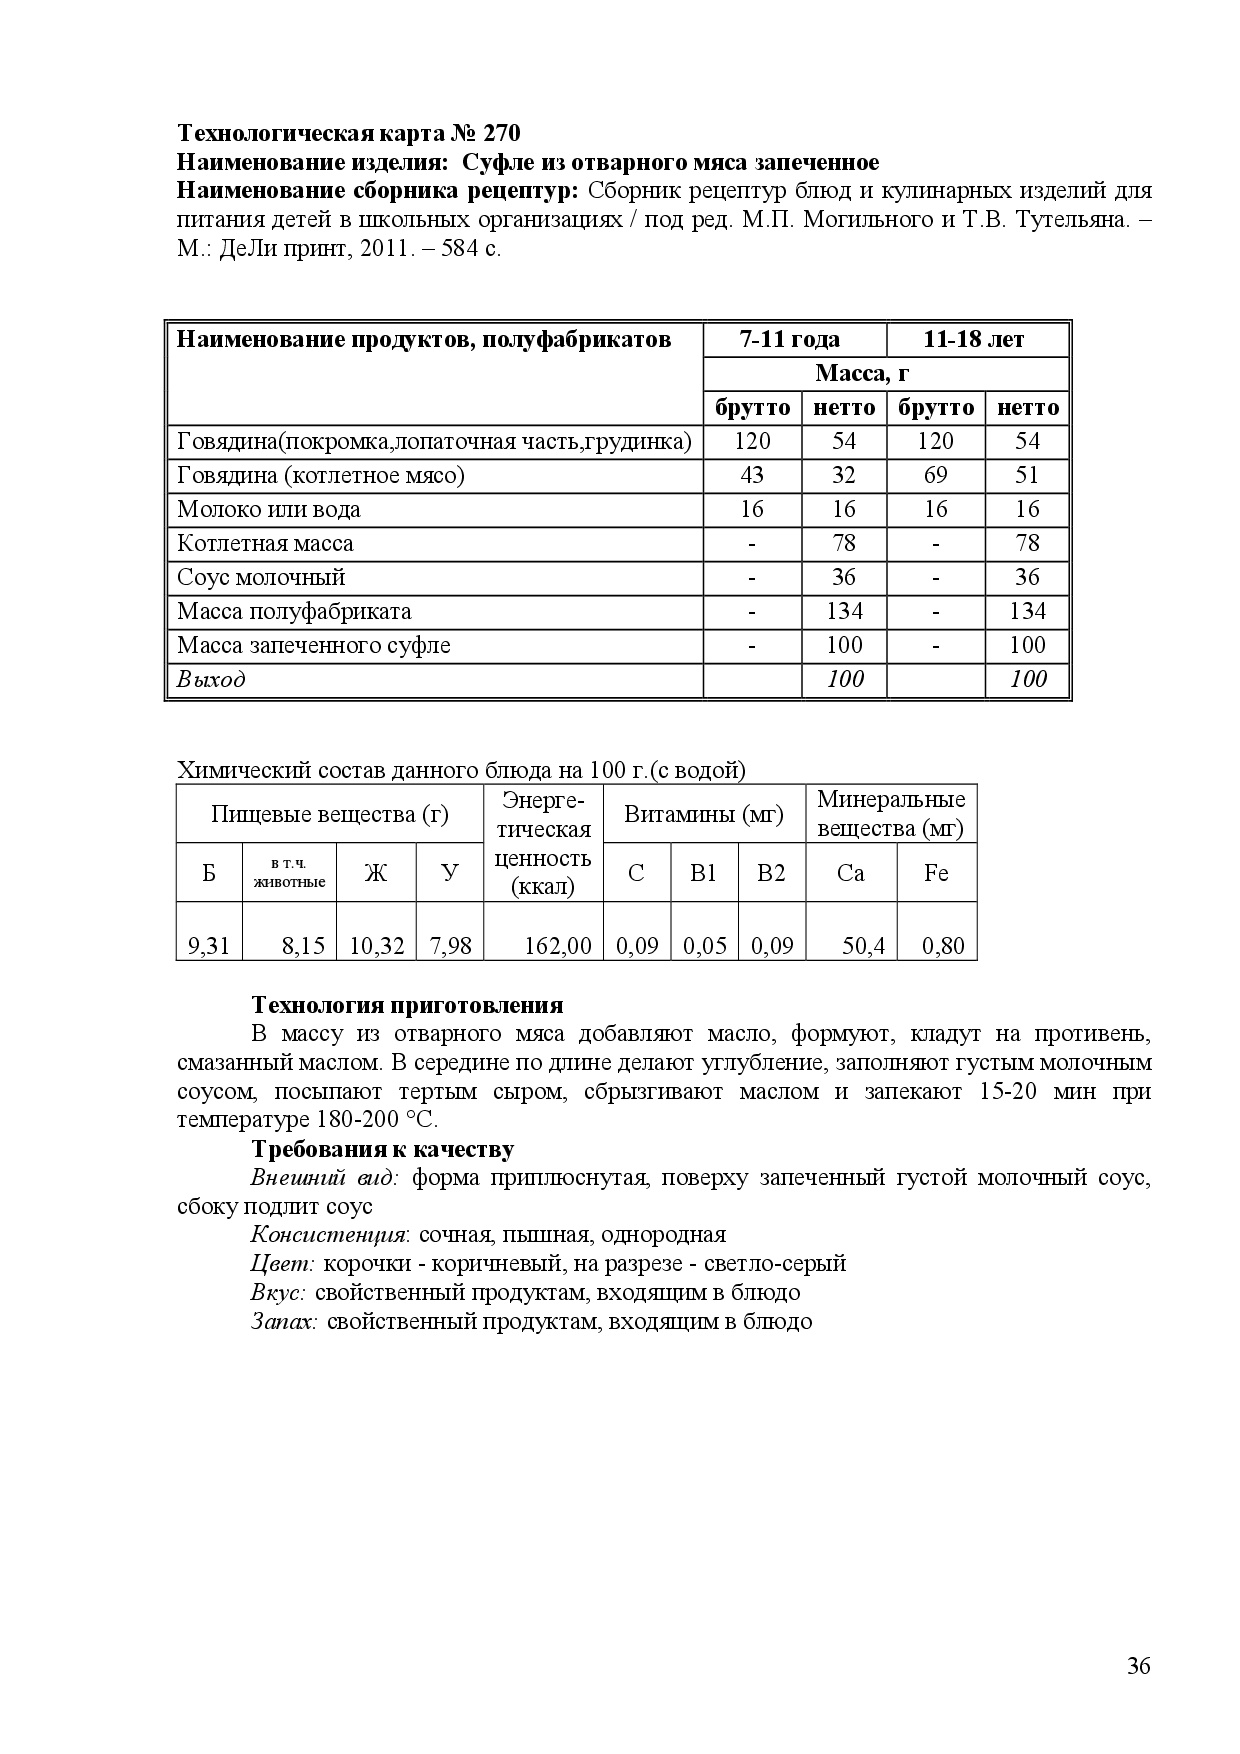 Технологическая карта № 270
Наименование изделия: Суфле из отварного мяса запеченное
Наименование сборника рецептур: Сборник рецептур блюд и кулинарных изделий для
питания детей в школьных организациях / под ред. М.П. Могильного и Т.В. Тутельяна. –
М.: ДеЛи принт, 2011. – 584 с.
Наименование продуктов, полуфабрикатов 7-11 года 11-18 лет
Масса, г
брутто нетто брутто нетто
Говядина(покромка,лопаточная часть,грудинка) 120 54 120 54
Говядина (котлетное мясо) 43 32 69 51
Молоко или вода 16 16 16 16
Котлетная масса - 78 - 78
Соус молочный - 36 - 36
Масса полуфабриката - 134 - 134
Масса запеченного суфле - 100 - 100
Выход 100 100
Химический состав данного блюда на 100 г.(с водой)
Пищевые вещества (г) Энерге-
тическая
ценность
(ккал) Витамины (мг) Минеральные
вещества (мг)
Б в т.ч.
животные Ж У С В1 В2 Са Fe
9,31 8,15 10,32 7,98 162,00 0,09 0,05 0,09 50,4 0,80
Технология приготовления
В массу из отварного мяса добавляют масло, формуют, кладут на противень,
смазанный маслом. В середине по длине делают углубление, заполняют густым молочным
соусом, посыпают тертым сыром, сбрызгивают маслом и запекают 15-20 мин при
температуре 180-200 °С.
Требования к качеству
Внешний вид: форма приплюснутая, поверху запеченный густой молочный соус,
сбоку подлит соус
Консистенция: сочная, пышная, однородная
Цвет: корочки - коричневый, на разрезе - светло-серый
Вкус: свойственный продуктам, входящим в блюдо
Запах: свойственный продуктам, входящим в блюдо
36